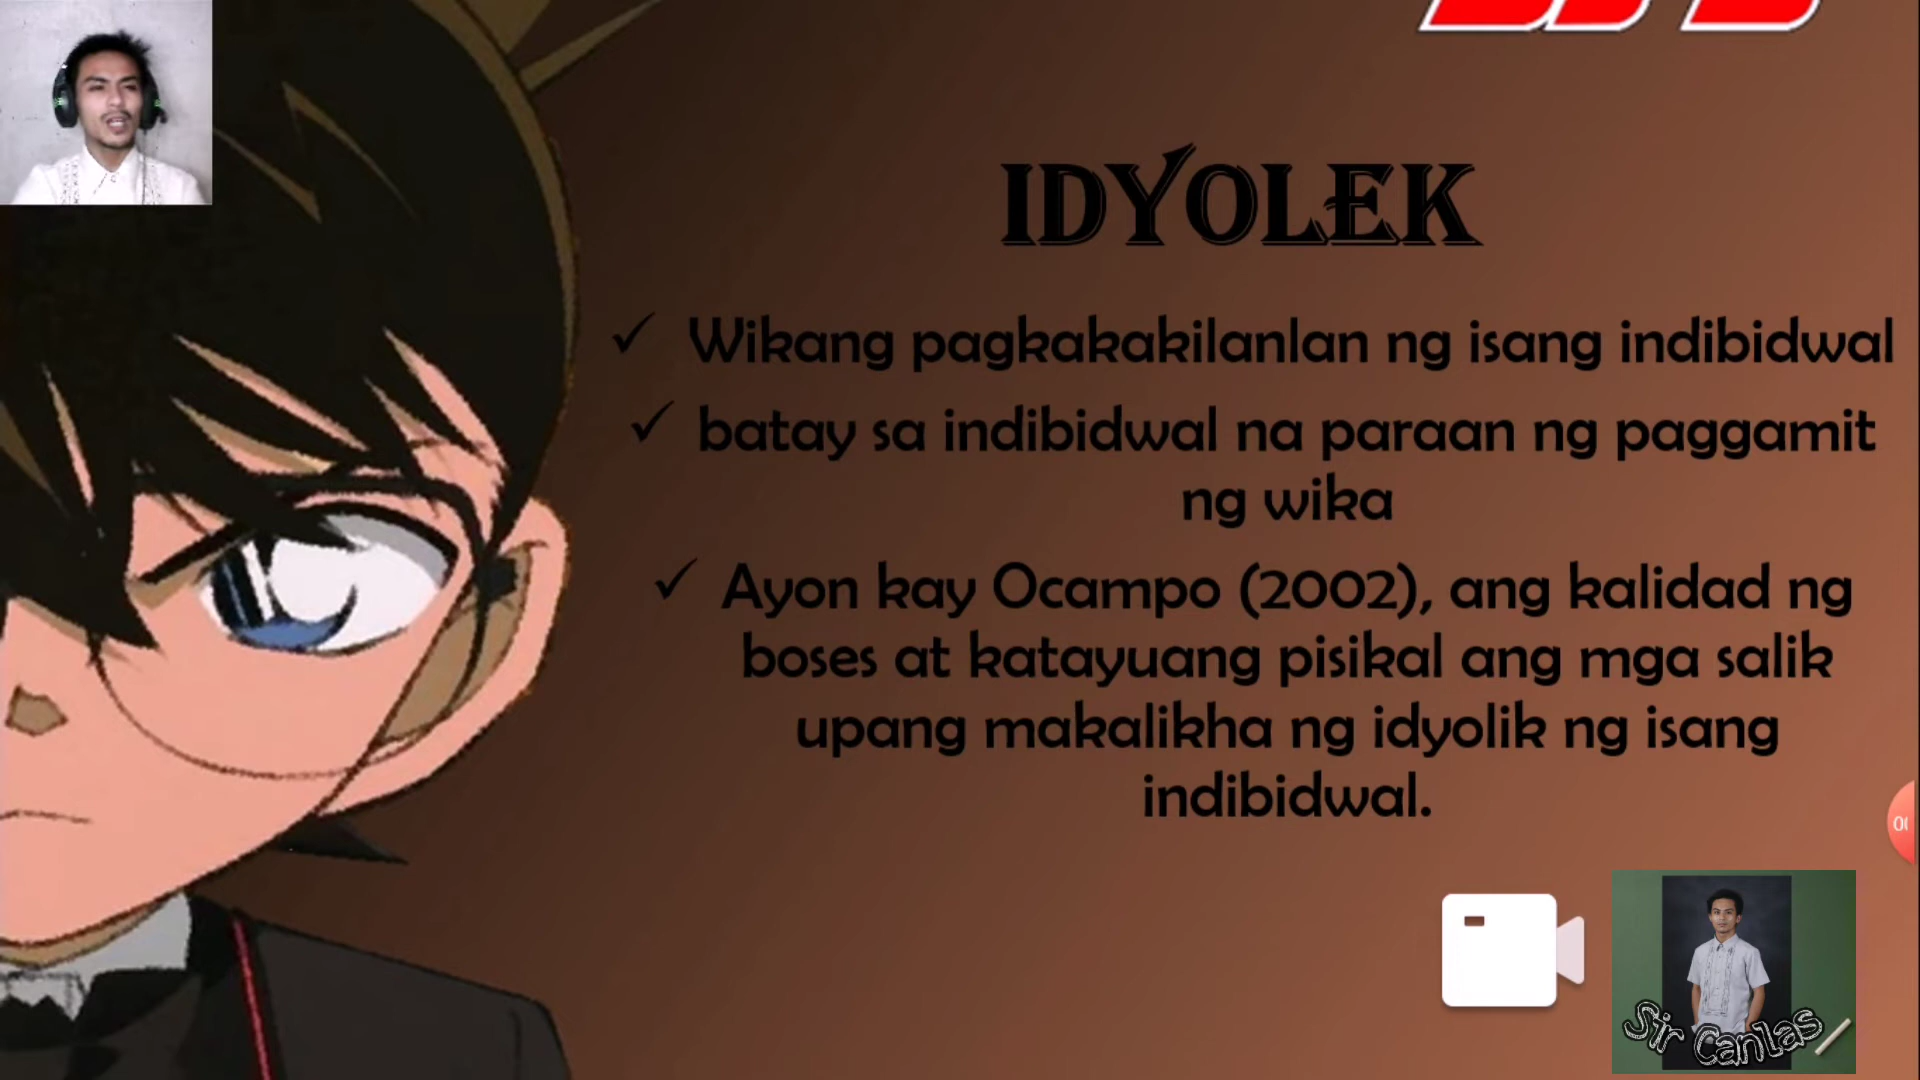 IDYOLEK
✓ Wikang pagkakakilanlan ng isang indibidwal
✓ batay sa indibidwal na paraan ng paggamit
ng wika
✓ Ayon kay Ocampo (2002), ang kalidad ng
boses at katayuang pisikal ang mga salik
upang makalikha ng idyolik ng isang
indibidwal.
Sir Canlas